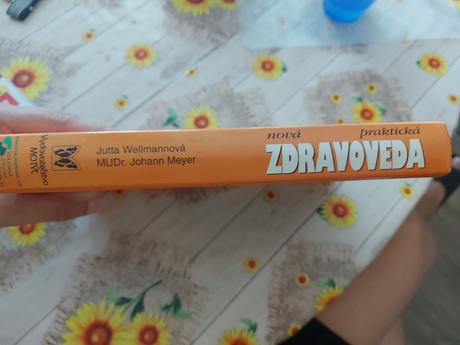 Vydavateľstvo
MOTÝĽ
Jutta Wellmannová
MUDr. Johann Meyer
nová praktická
ZDRAVOVEDA